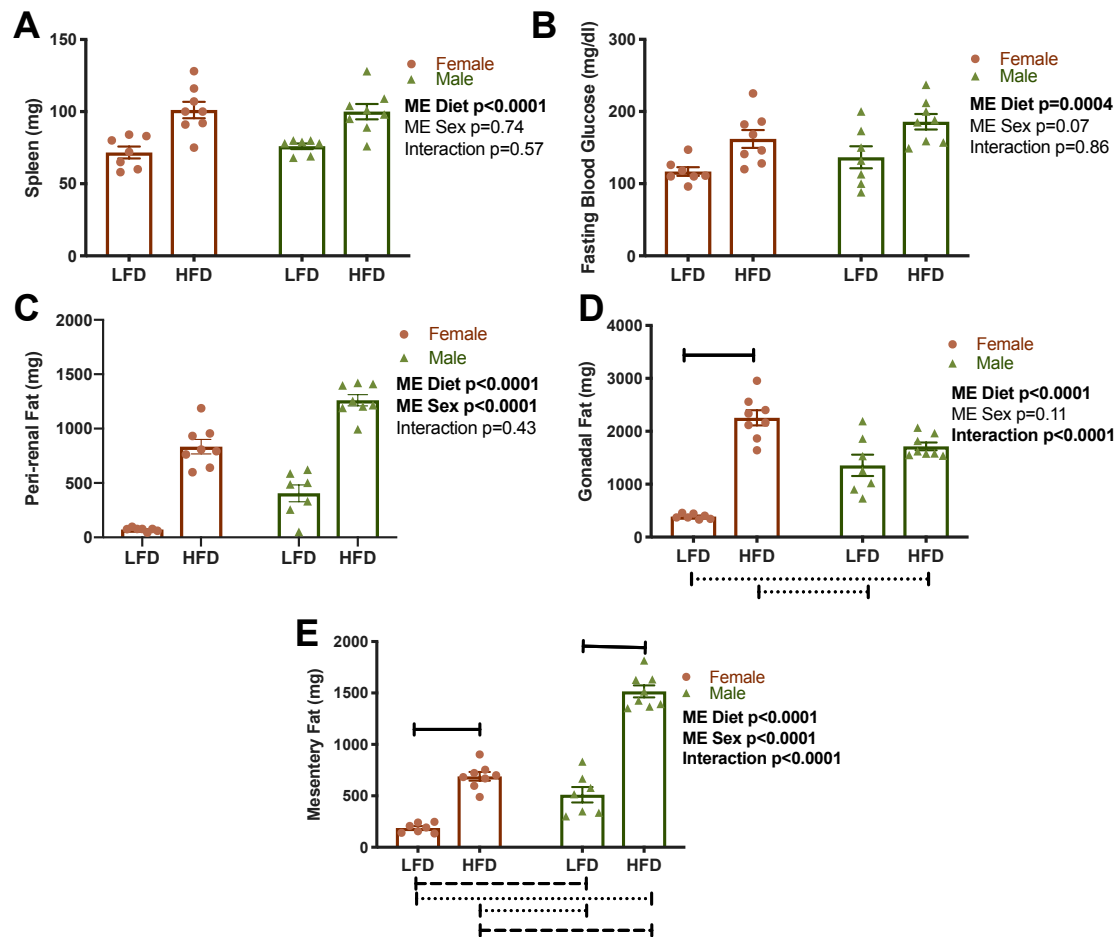 A
Spleen (mg)
150
100
50
0
LFD
HFD
LFD
HFD
Female
Male
ME Diet p<0.0001
ME Sex p=0.74
Interaction p=0.57
B
Fasting Blood Glucose (mg/dl)
300
200
100
0
LFD
HFD
LFD
HFD
Female
Male
ME Diet p=0.0004
ME Sex p=0.07
Interaction p=0.86
C
Peri-renal Fat (mg)
2000
1500
1000
500
0
LFD
HFD
LFD
HFD
Female
Male
ME Diet p<0.0001
ME Sex p<0.0001
Interaction p=0.43
D
Gonadal Fat (mg)
4000
3000
2000
1000
0
LFD
HFD
LFD
HFD
Female
Male
ME Diet p<0.0001
ME Sex p=0.11
Interaction p<0.0001
E
Mesentery Fat (mg)
2000
1500
1000
500
0
LFD
HFD
LFD
HFD
Female
Male
ME Diet p<0.0001
ME Sex p<0.0001
Interaction p<0.0001